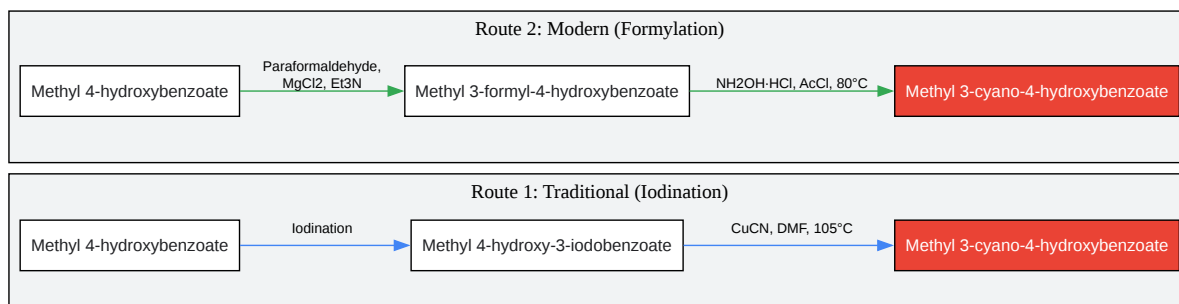 Route 2: Modern (Formylation)
Methyl 4-hydroxybenzoate
Paraformaldehyde,
MgCl2, Et3N
Methyl 3-formyl-4-hydroxybenzoate
NH2OH·HCl, AcCl, 80°C
Methyl 3-cyano-4-hydroxybenzoate
Route 1: Traditional (Iodination)
Methyl 4-hydroxybenzoate
Iodination
Methyl 4-hydroxy-3-iodobenzoate
CuCN, DMF, 105°C
Methyl 3-cyano-4-hydroxybenzoate